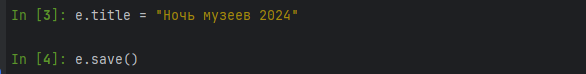 In [3]: e.title = "Ночь музеев 2024"
In [4]: e.save()